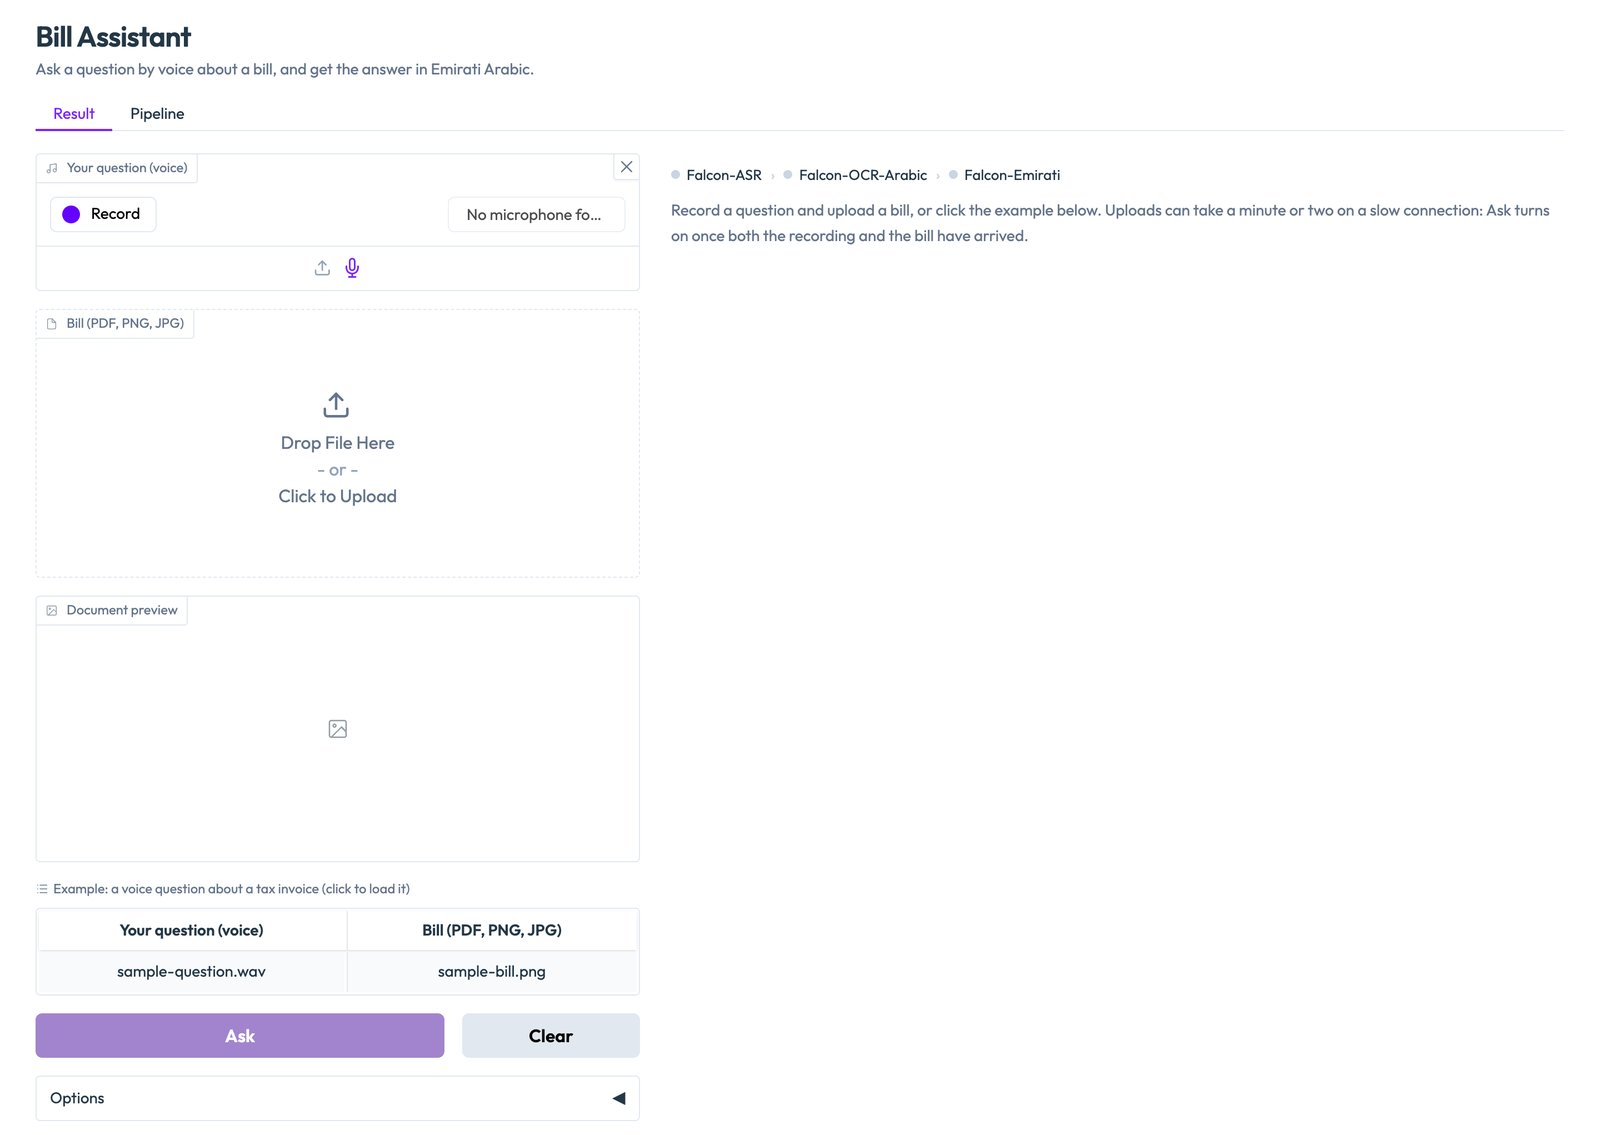 Bill Assistant
Ask a question by voice about a bill, and get the answer in Emirati Arabic.
Result
Pipeline
Your question (voice)
Record
No microphone fo...
Bill (PDF, PNG, JPG)
Drop File Here
- or -
Click to Upload
Document preview
Example: a voice question about a tax invoice (click to load it)
Your question (voice)
Bill (PDF, PNG, JPG)
sample-question.wav
sample-bill.png
Ask
Clear
Options
Falcon-ASR › Falcon-OCR-Arabic › Falcon-Emirati
Record a question and upload a bill, or click the example below. Uploads can take a minute or two on a slow connection: Ask turns
on once both the recording and the bill have arrived.